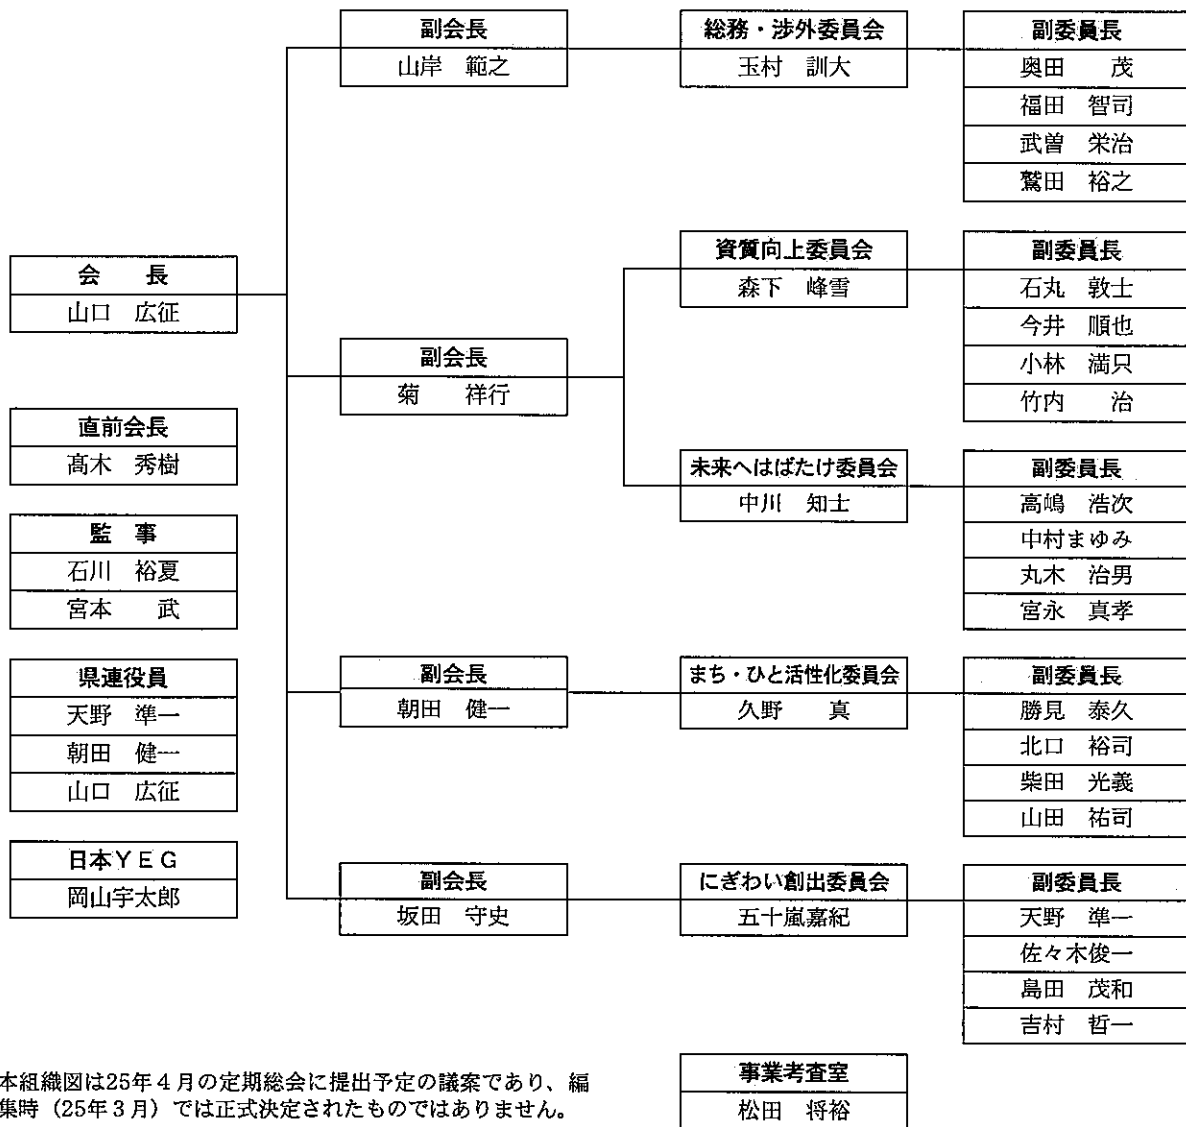 会　長
山口　広征
直前会長
髙木　秀樹
監　事
石川　裕夏
宮本　　武
県連役員
天野　準一
朝田　健一
山口　広征
日本ＹＥＧ
岡山宇太郎
副会長
山岸　範之
総務・渉外委員会
玉村　訓大
副委員長
奥田　　茂
福田　智司
武曽　栄治
鷲田　裕之
副会長
菊　　祥行
資質向上委員会
森下　峰雪
副委員長
石丸　敦士
今井　順也
小林　満只
竹内　　治
未来へはばたけ委員会
中川　知士
副委員長
高嶋　浩次
中村まゆみ
丸木　治男
宮永　真孝
副会長
朝田　健一
まち・ひと活性化委員会
久野　　真
副委員長
勝見　泰久
北口　裕司
柴田　光義
山田　祐司
副会長
坂田　守史
にぎわい創出委員会
五十嵐嘉紀
副委員長
天野　準一
佐々木俊一
島田　茂和
吉村　哲一
事業考査室
松田　将裕
本組織図は25年４月の定期総会に提出予定の議案であり、編
集時（25年３月）では正式決定されたものではありません。